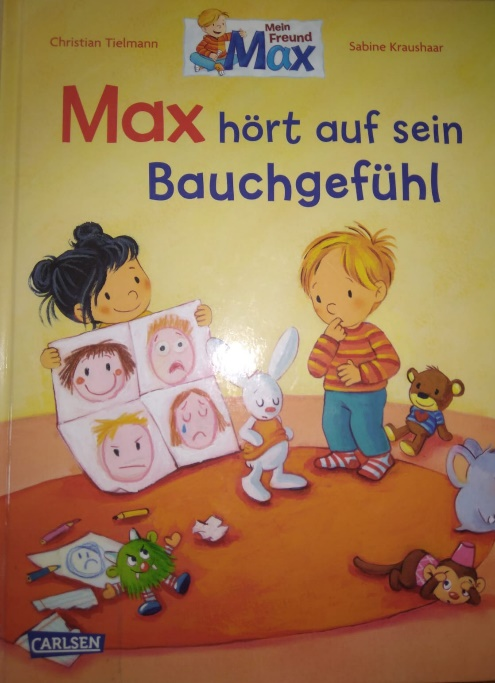 Christian Tielmann
Mein
Freund
Max
Sabine Kraushaar
Max hört auf sein
Bauchgefühl
CARLSEN